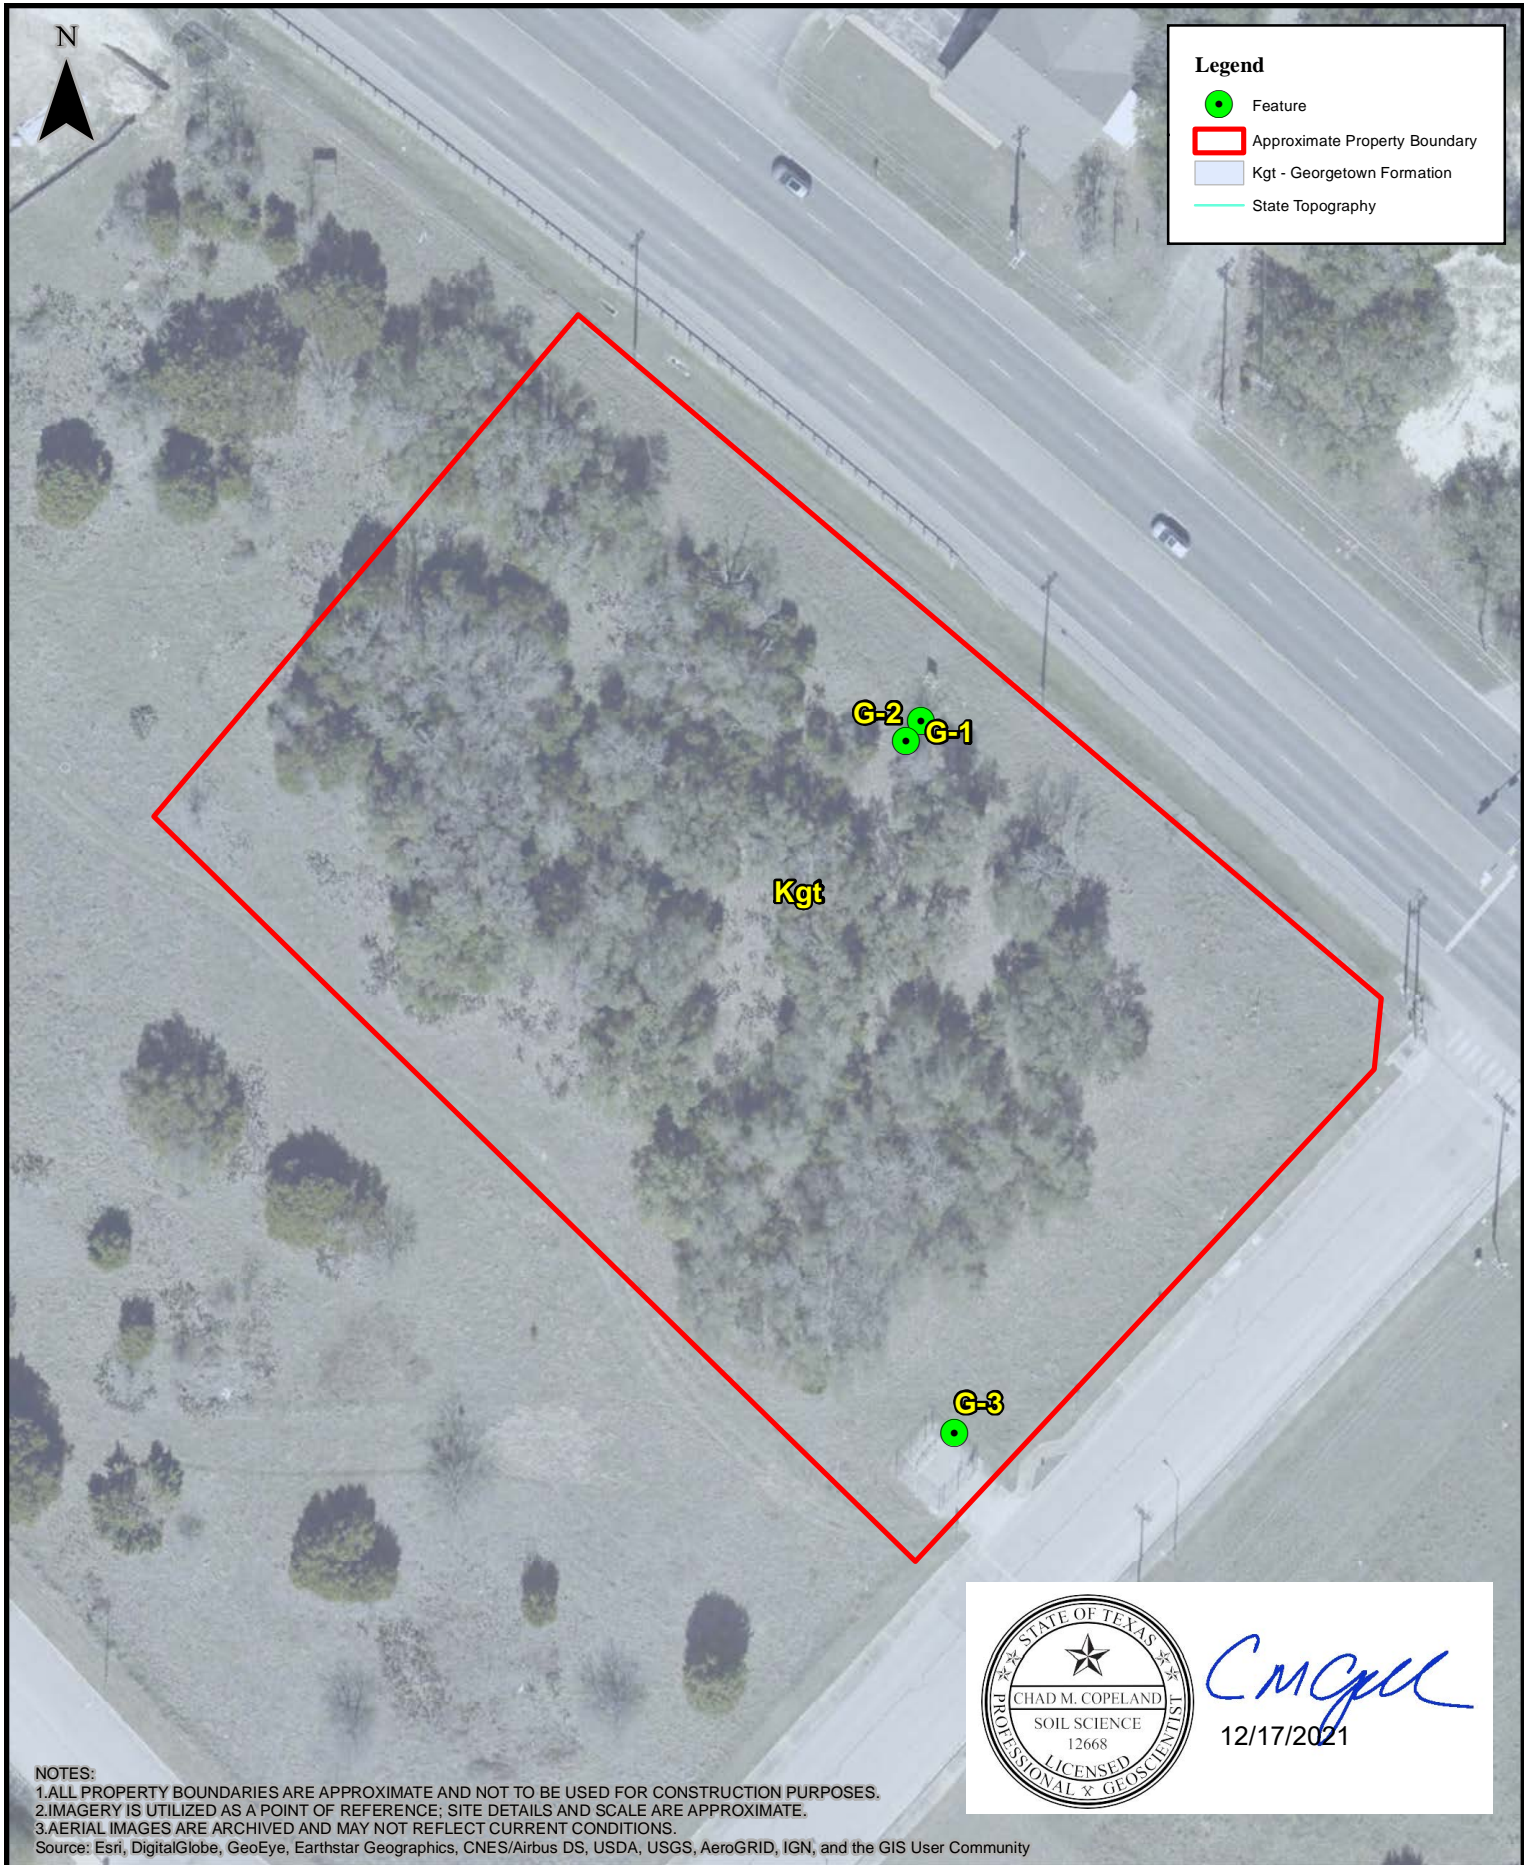 N
Legend
Feature
Approximate Property Boundary
Kgt - Georgetown Formation
State Topography
G-2
G-1
Kgt
G-3
STATE OF TEXAS
CHAD M. COPELAND
SOIL SCIENCE
12668
LICENSED
PROFESSIONAL GEOSCIENTIST
12/17/2021
NOTES:
1.ALL PROPERTY BOUNDARIES ARE APPROXIMATE AND NOT TO BE USED FOR CONSTRUCTION PURPOSES.
2.IMAGERY IS UTILIZED AS A POINT OF REFERENCE; SITE DETAILS AND SCALE ARE APPROXIMATE.
3.AERIAL IMAGES ARE ARCHIVED AND MAY NOT REFLECT CURRENT CONDITIONS.
Source: Esri, DigitalGlobe, GeoEye, Earthstar Geographics, CNES/Airbus DS, USDA, USGS, AeroGRID, IGN, and the GIS User Community